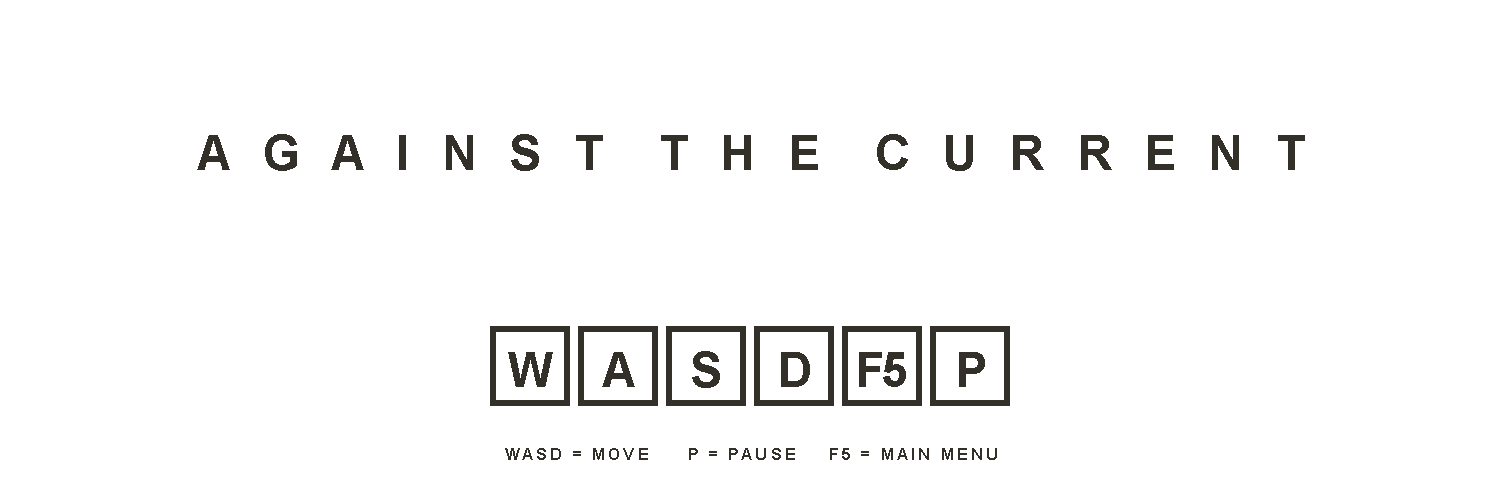 AGAINST THE CURRENT
W A S D F5 P
WASD = MOVE P = PAUSE F5 = MAIN MENU